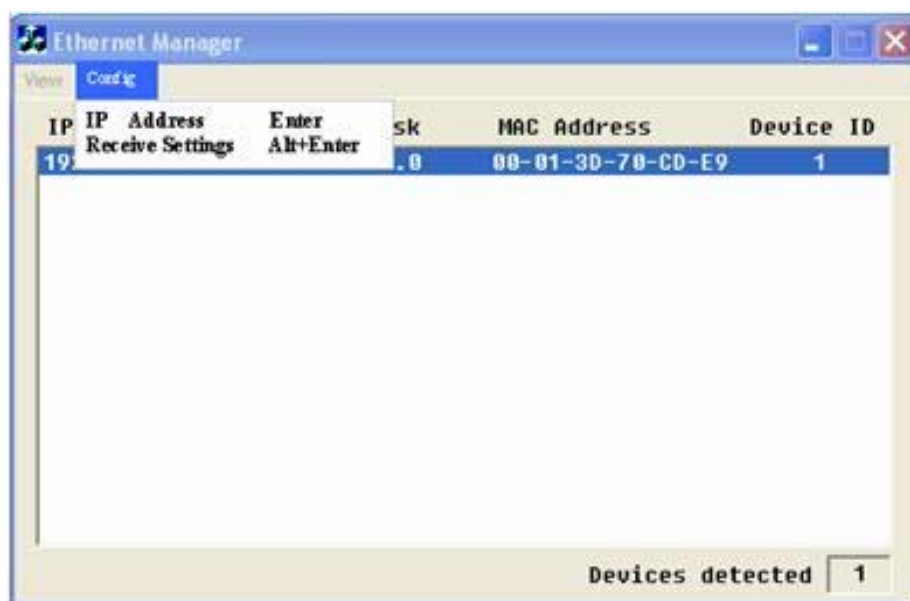 Ethernet Manager
View Config
IP Address Enter
Receive Settings Alt+Enter
IP sk MAC Address Device ID
19 .0 00-01-3D-70-CD-E9 1
Devices detected 1